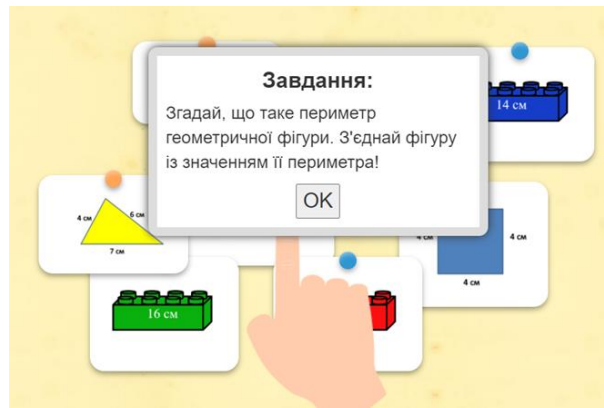 Завдання:
Згадай, що таке периметр
геометричної фігури. З'єднай фігуру
із значенням її периметра!
OK
14 см
4 см
6 см
7 см
4 см
4 см
4 см
16 см